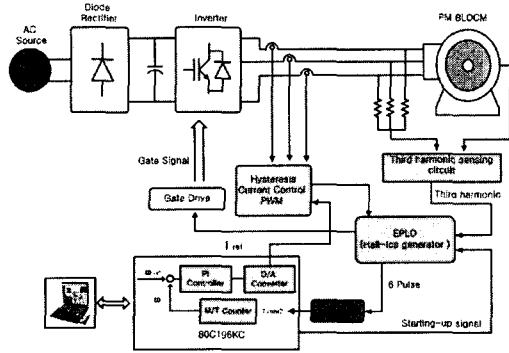 AC
Source
Diode
Rectifier
Inverter
PM BLDCM
Gate Signal
Gate Drive
Hysteresis
Current Control
PWM
Third harmonic sensing
circuit
Third harmonic
EPLD
(Hall-ics generator)
I ref
PI
Controller
D/A
Converter
ω
M/T Counter
80C196KC
6 Pulse
Starting-up signal